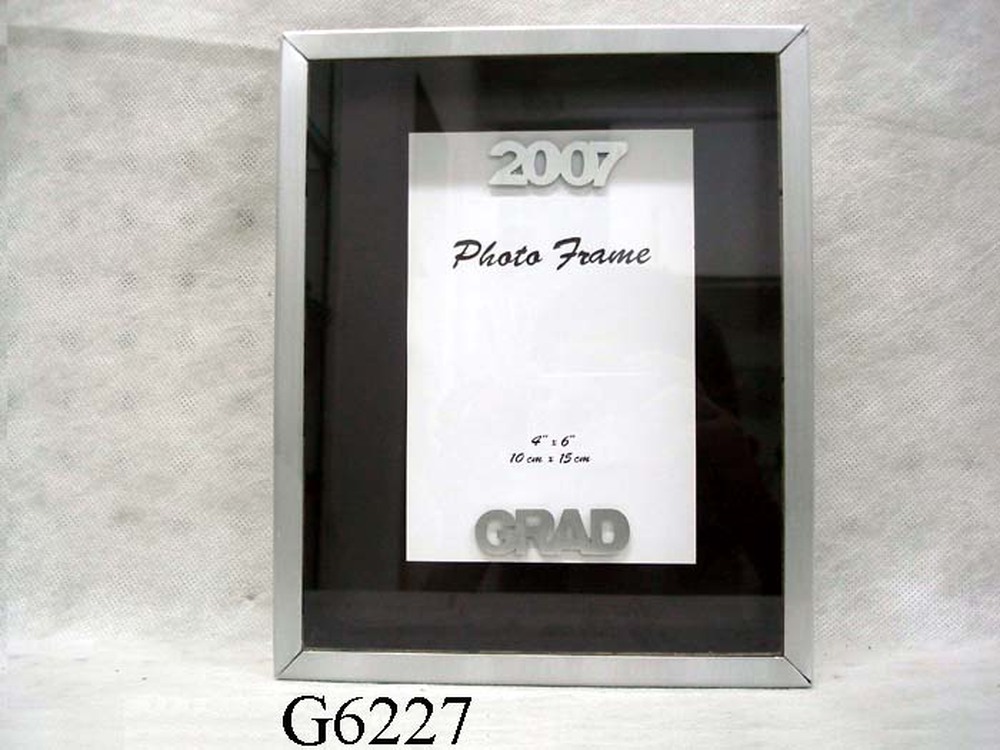 2007
Photo Frame
4" x 6"
10 cm x 15 cm
GRAD
G6227